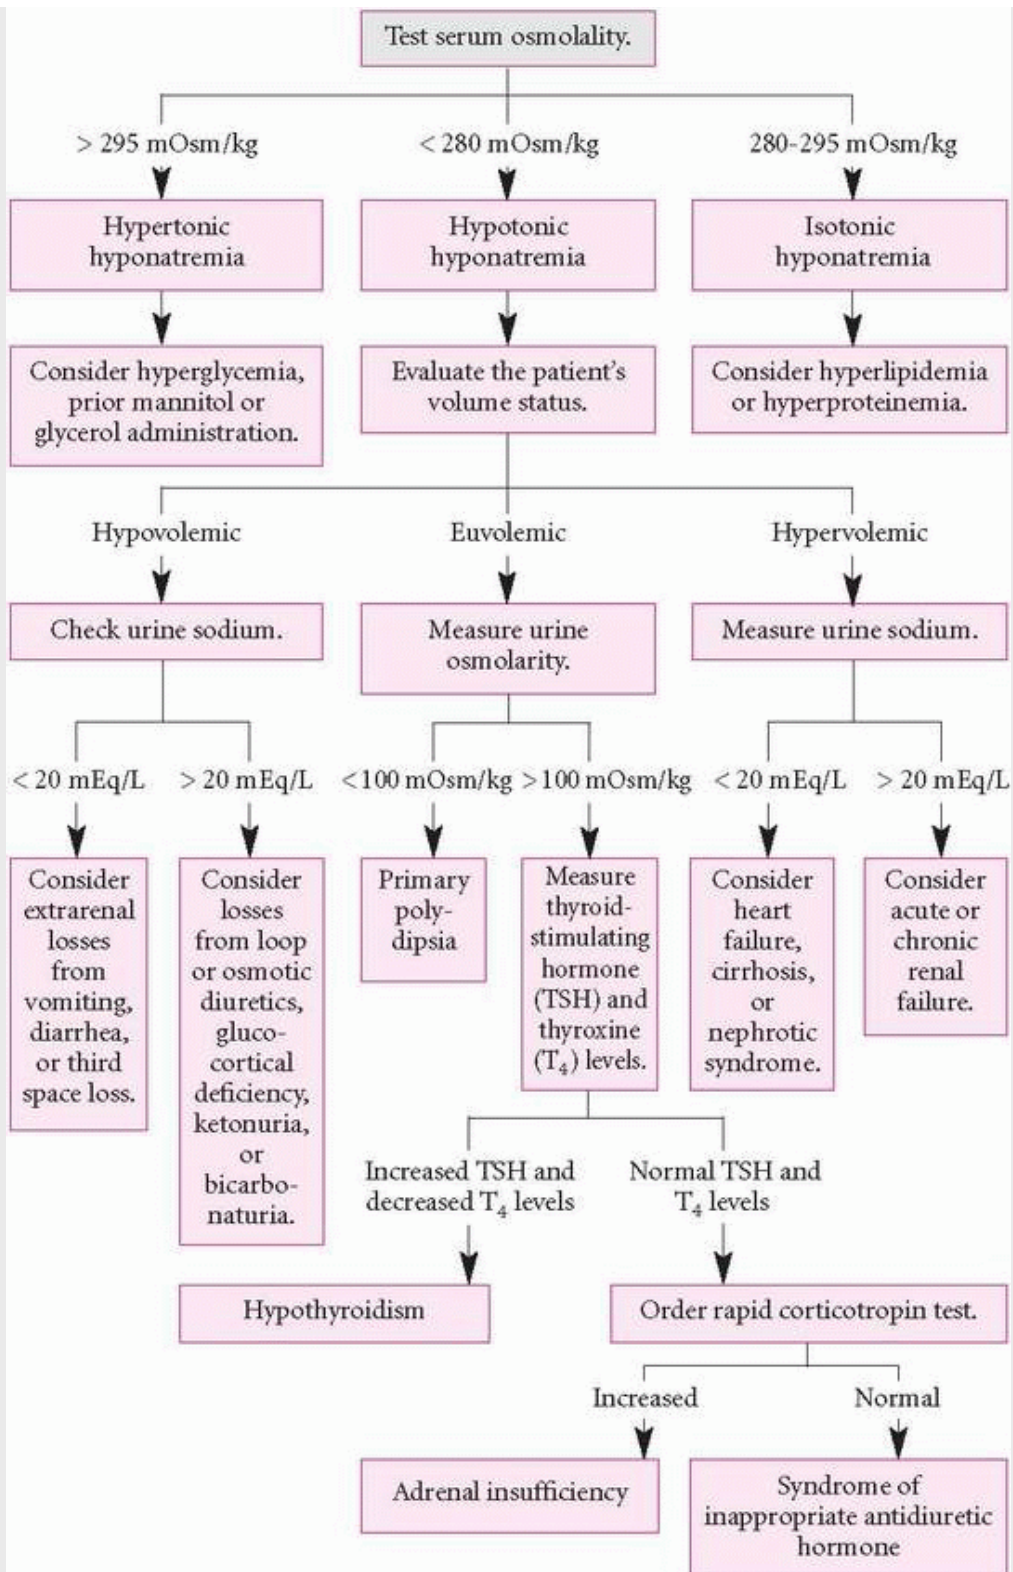 Test serum osmolality.
> 295 mOsm/kg
< 280 mOsm/kg
280-295 mOsm/kg
Hypertonic
hyponatremia
Hypotonic
hyponatremia
Isotonic
hyponatremia
Consider hyperglycemia,
prior mannitol or
glycerol administration.
Evaluate the patient's
volume status.
Consider hyperlipidemia
or hyperproteinemia.
Hypovolemic
Euvolemic
Hypervolemic
Check urine sodium.
Measure urine
osmolarity.
Measure urine sodium.
< 20 mEq/L
> 20 mEq/L
<100 mOsm/kg
>100 mOsm/kg
< 20 mEq/L
> 20 mEq/L
Consider
extrarenal
losses
from
vomiting,
diarrhea,
or third
space loss.
Consider
losses
from loop
or osmotic
diuretics,
gluco-
cortical
deficiency,
ketonuria,
or
bicarbo-
naturia.
Primary
poly-
dipsia
Measure
thyroid-
stimulating
hormone
(TSH) and
thyroxine
(T₄) levels.
Consider
heart
failure,
cirrhosis,
or
nephrotic
syndrome.
Consider
acute or
chronic
renal
failure.
Increased TSH and
decreased T₄ levels
Normal TSH and
T₄ levels
Hypothyroidism
Order rapid corticotropin test.
Increased
Normal
Adrenal insufficiency
Syndrome of
inappropriate antidiuretic
hormone